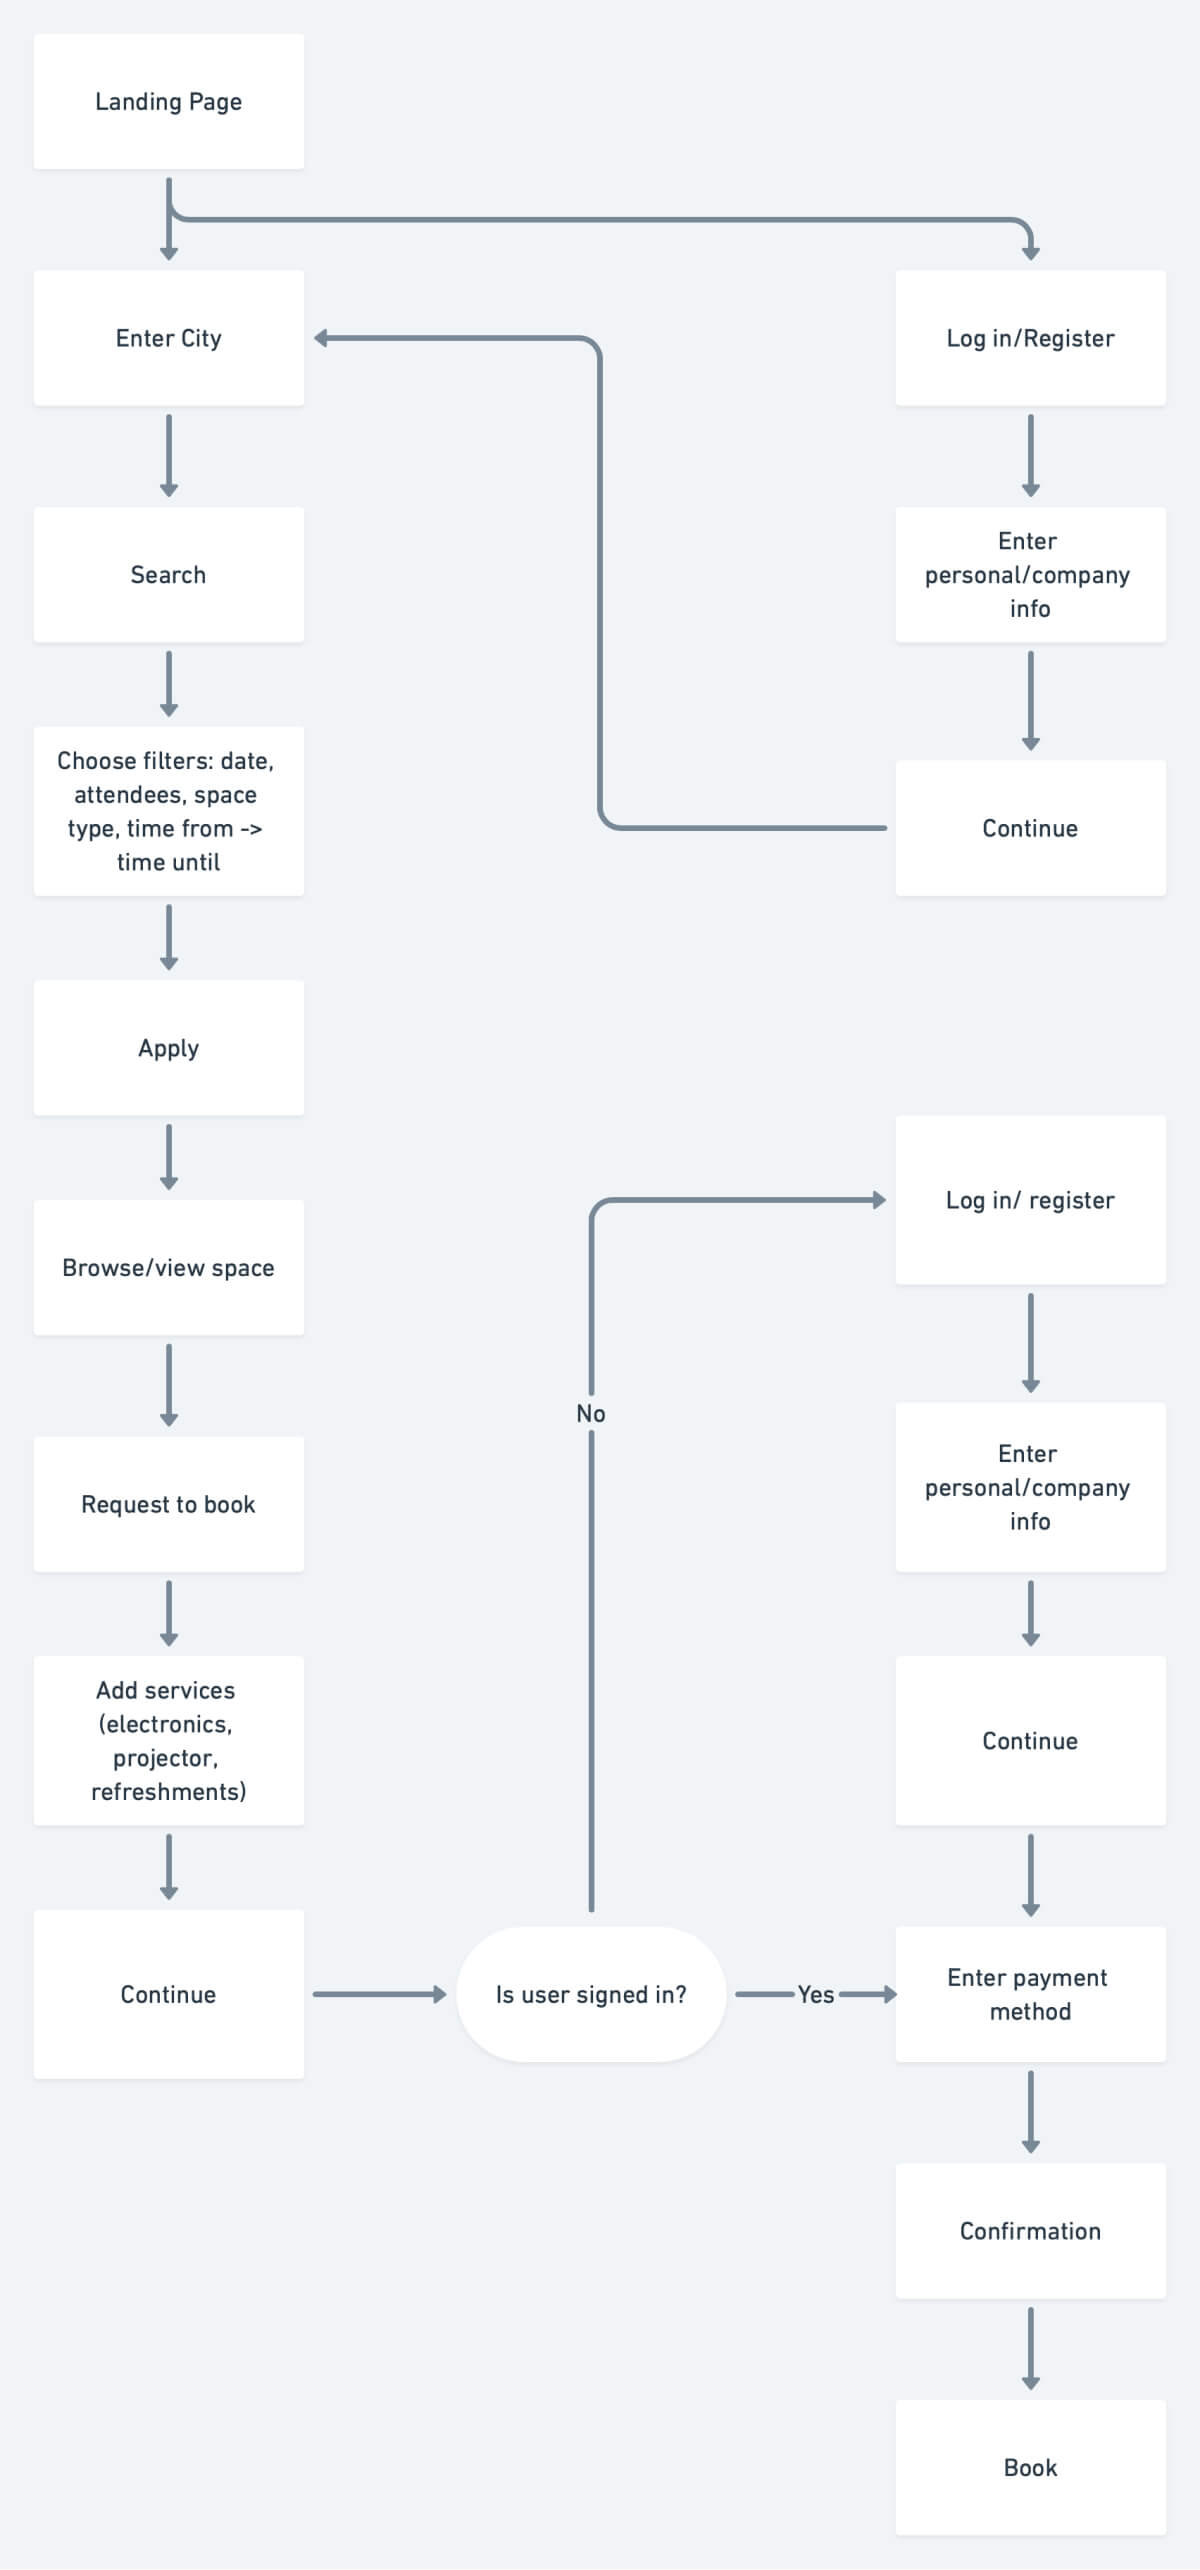 Landing Page
Enter City
Log in/Register
Search
Enter
personal/company
info
Choose filters: date,
attendees, space
type, time from ->
time until
Continue
Apply
Log in/ register
Browse/view space
No
Enter
personal/company
info
Request to book
Add services
(electronics,
projector,
refreshments)
Continue
Continue
Is user signed in?
Yes
Enter payment
method
Confirmation
Book